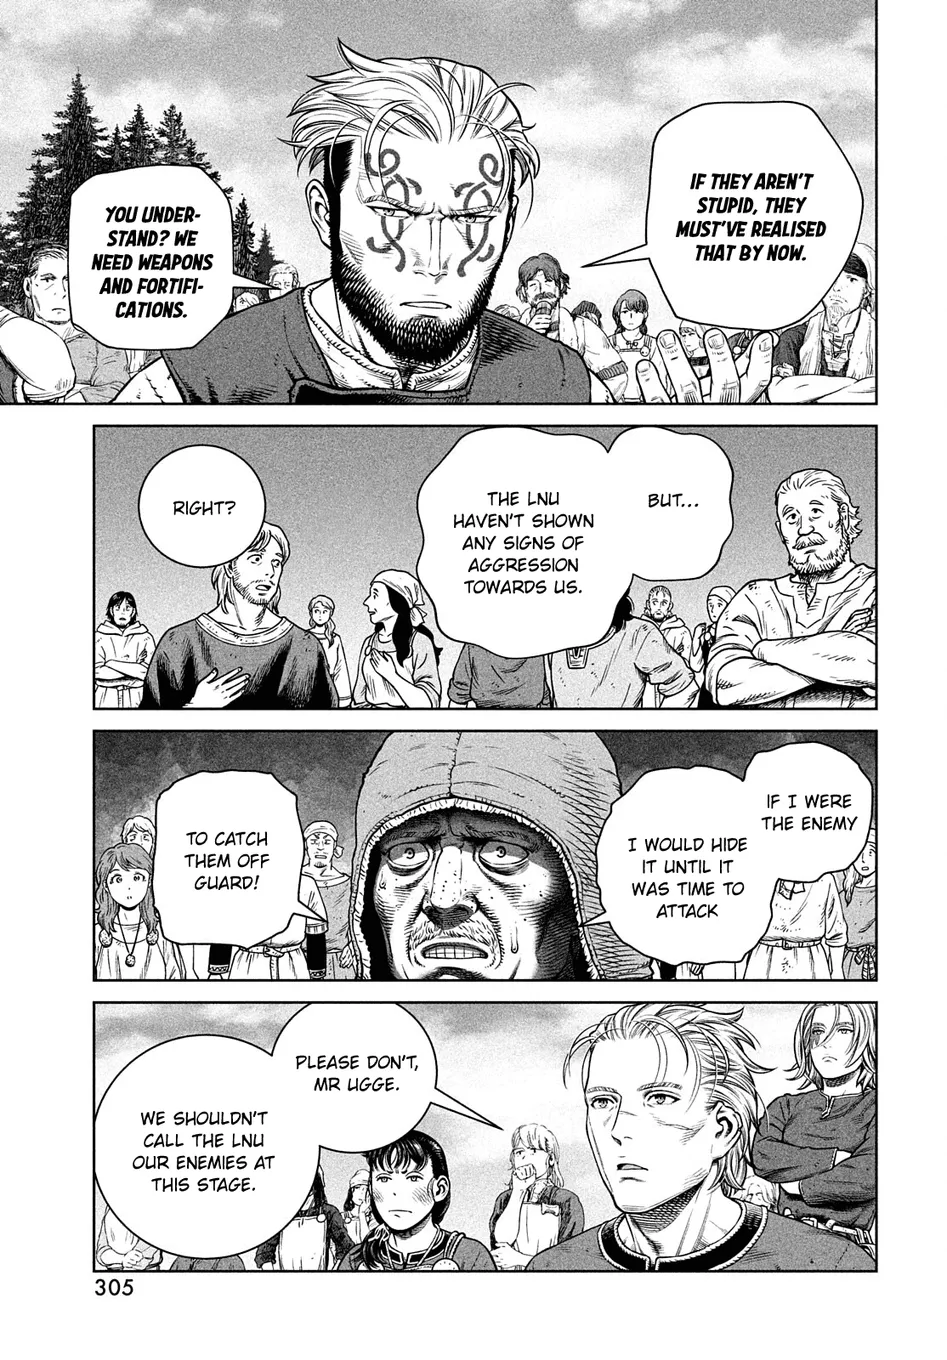 IF THEY AREN'T
STUPID, THEY
MUST'VE REALISED
THAT BY NOW.
YOU UNDER-
STAND? WE
NEED WEAPONS
AND FORTIFI-
CATIONS.
BUT...
THE LNU
HAVEN'T SHOWN
ANY SIGNS OF
AGGRESSION
TOWARDS US.
RIGHT?
IF I WERE
THE ENEMY
I WOULD HIDE
IT UNTIL IT
WAS TIME TO
ATTACK
TO CATCH
THEM OFF
GUARD!
PLEASE DON'T,
MR UGGE.
WE SHOULDN'T
CALL THE LNU
OUR ENEMIES AT
THIS STAGE.
305